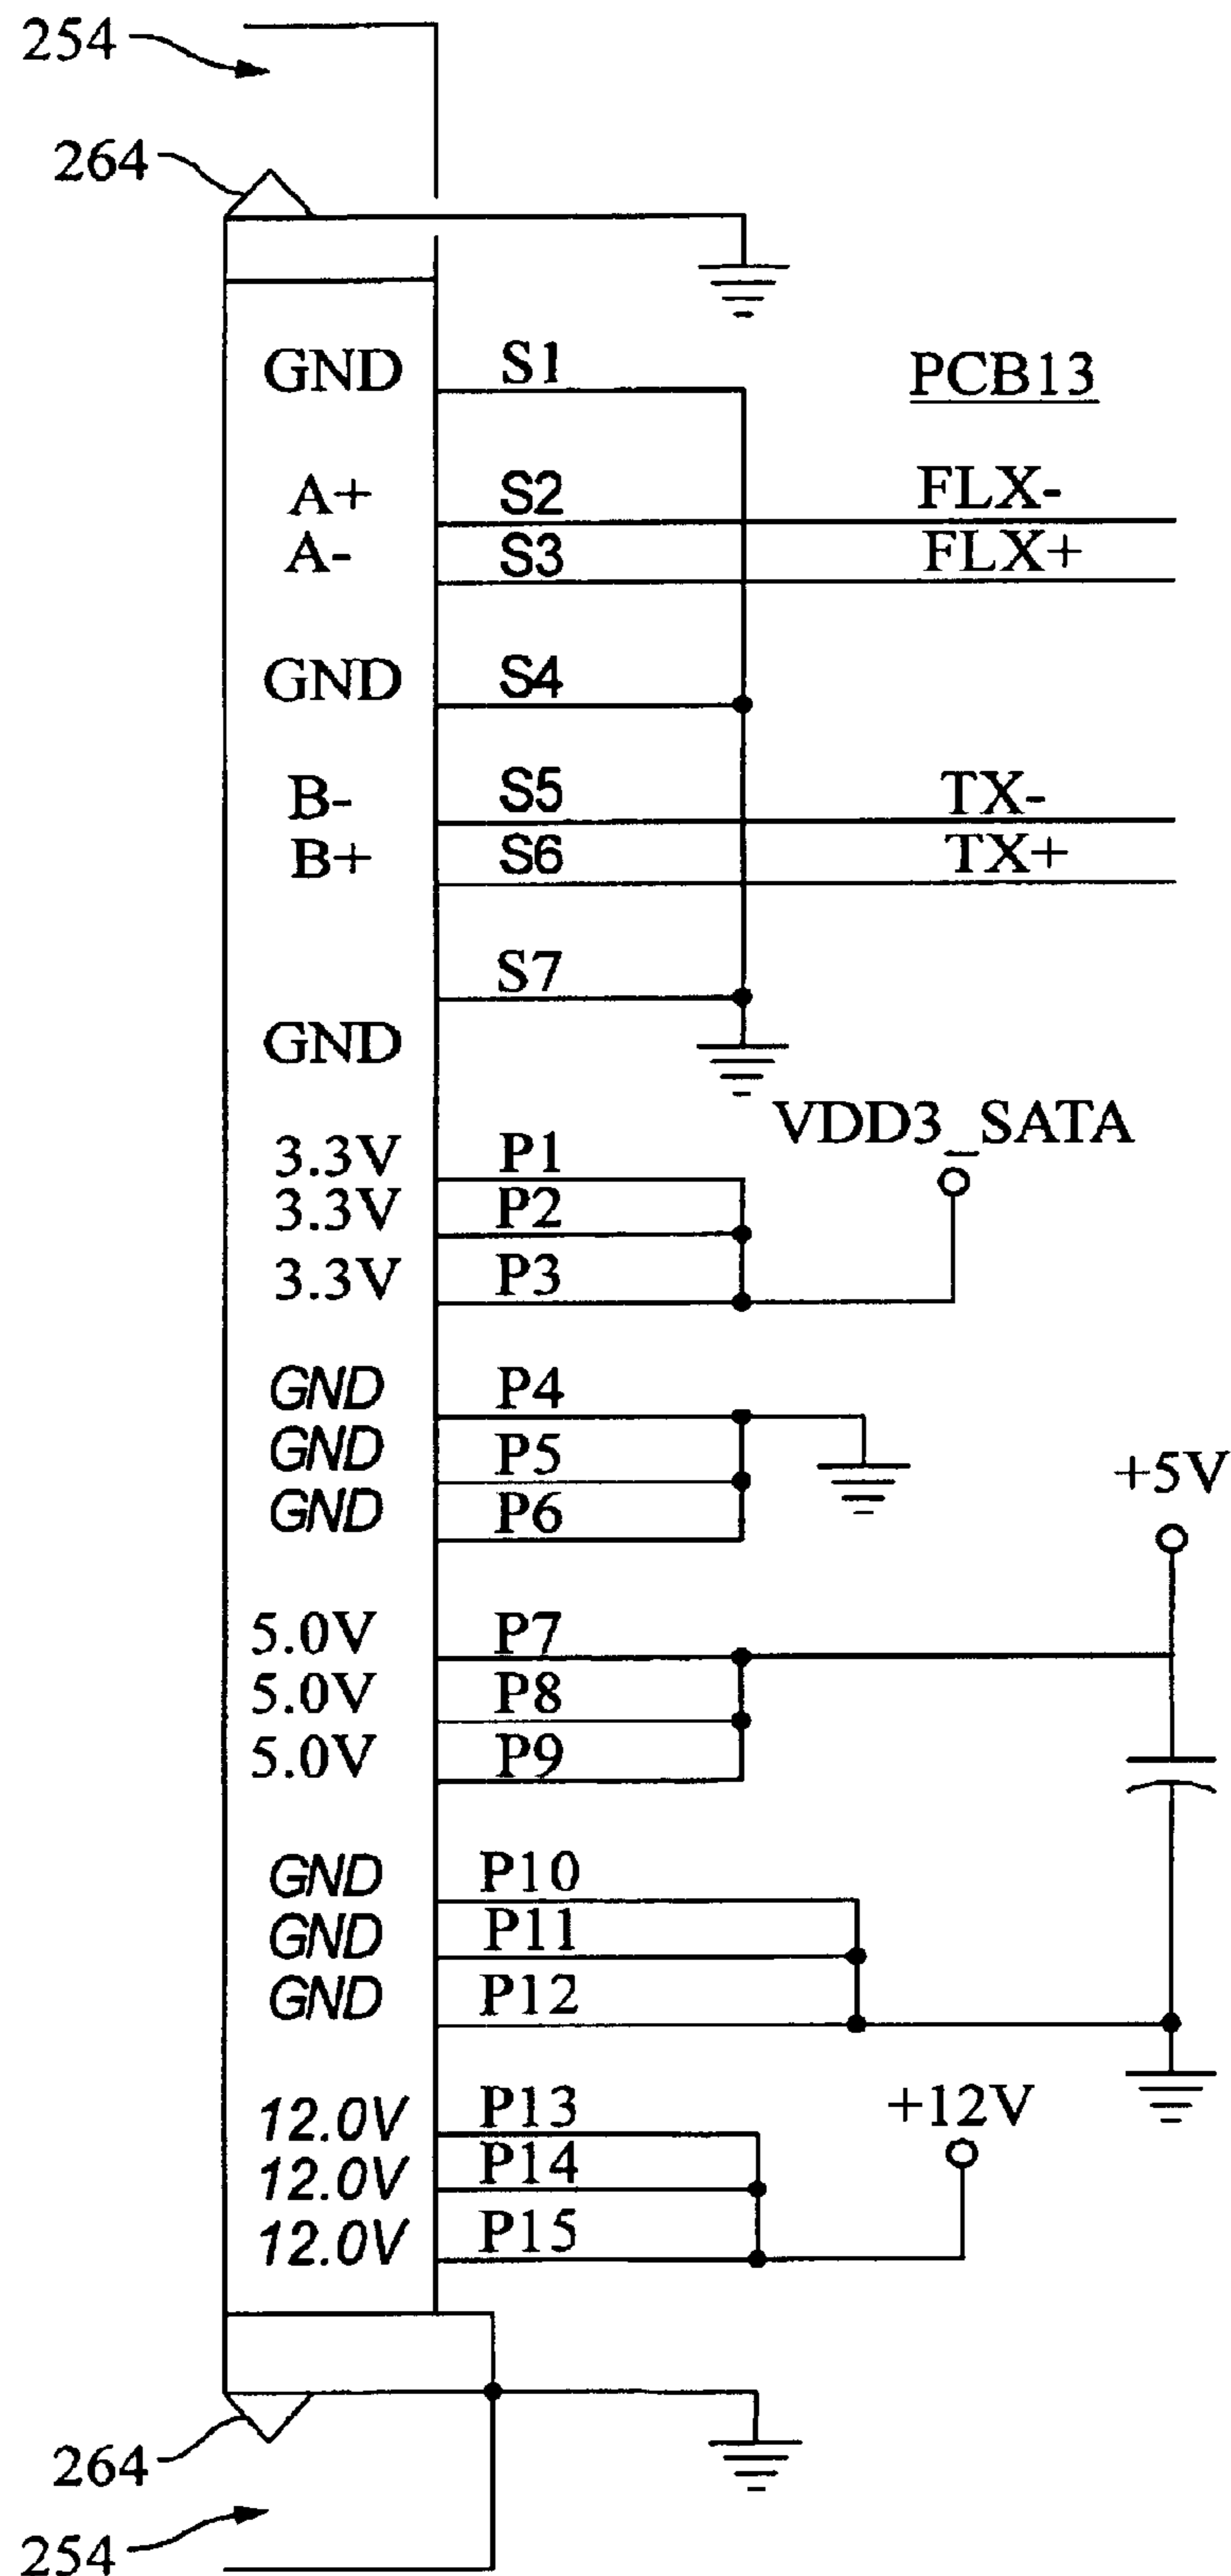 254
264
GND S1 PCB13
A+ S2 FLX-
A- S3 FLX+
GND S4
B- S5 TX-
B+ S6 TX+
S7
GND
VDD3_SATA
3.3V P1
3.3V P2
3.3V P3
GND P4
GND P5
+5V
GND P6
5.0V P7
5.0V P8
5.0V P9
GND P10
GND P11
GND P12
12.0V P13 +12V
12.0V P14
12.0V P15
264
254